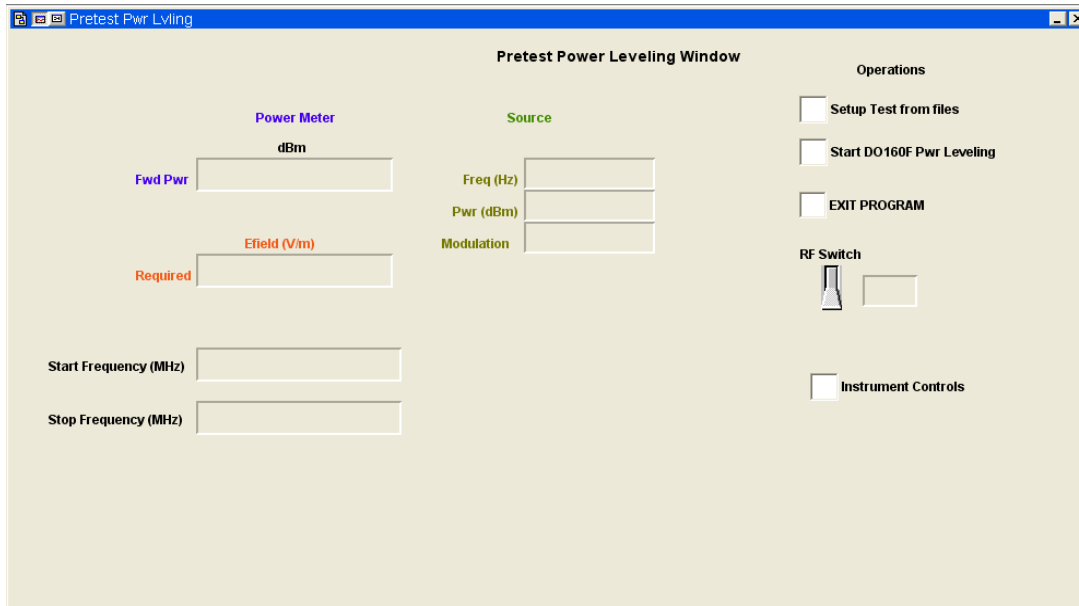 Pretest Pwr Lvling
Pretest Power Leveling Window
Operations
Power Meter
Source
Setup Test from files
dBm
Start DO160F Pwr Leveling
Fwd Pwr
Freq (Hz)
Pwr (dBm)
EXIT PROGRAM
Efield (V/m)
Modulation
RF Switch
Required
Start Frequency (MHz)
Instrument Controls
Stop Frequency (MHz)